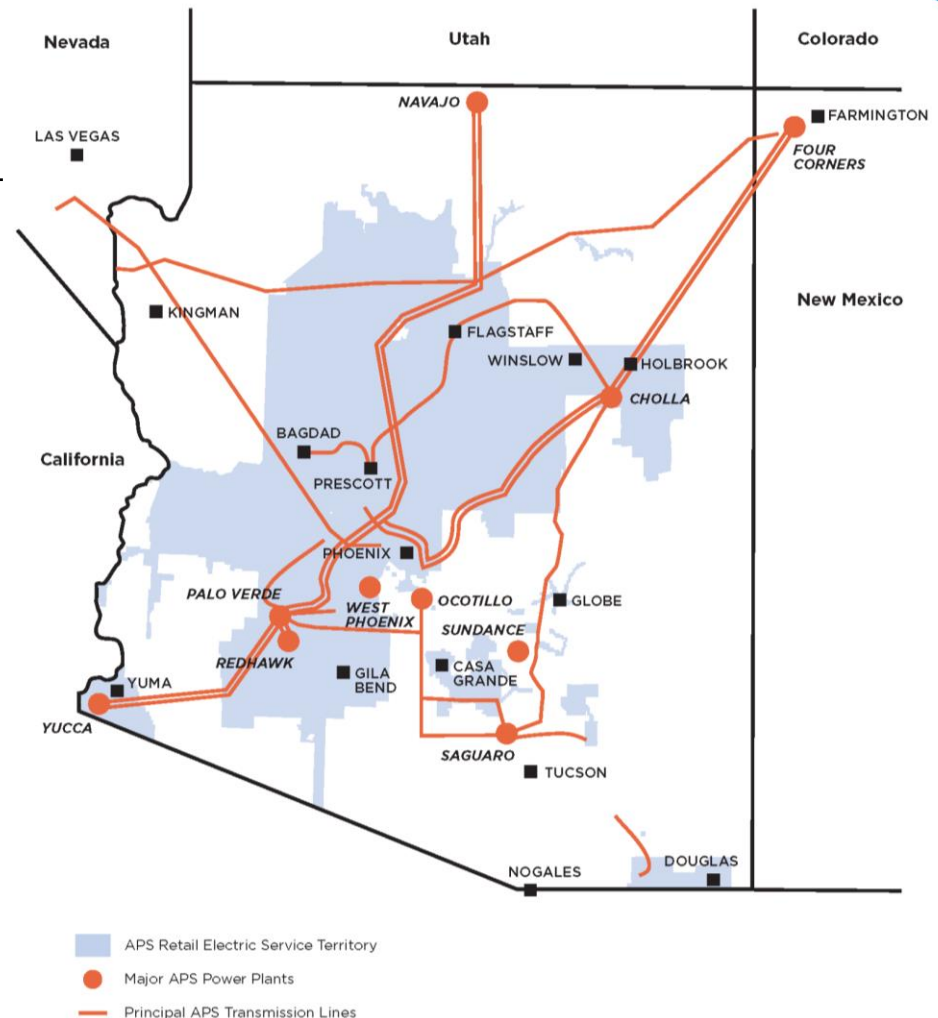 Nevada
Utah
Colorado
NAVAJO
FARMINGTON
LAS VEGAS
FOUR
CORNERS
New Mexico
KINGMAN
FLAGSTAFF
WINSLOW
HOLBROOK
CHOLLA
BAGDAD
California
PRESCOTT
PHOENIX
PALO VERDE
WEST
PHOENIX
OCOTILLO
GLOBE
SUNDANCE
REDHAWK
GILA
BEND
CASA
GRANDE
YUMA
YUCCA
SAGUARO
TUCSON
NOGALES
DOUGLAS
APS Retail Electric Service Territory
Major APS Power Plants
Principal APS Transmission Lines